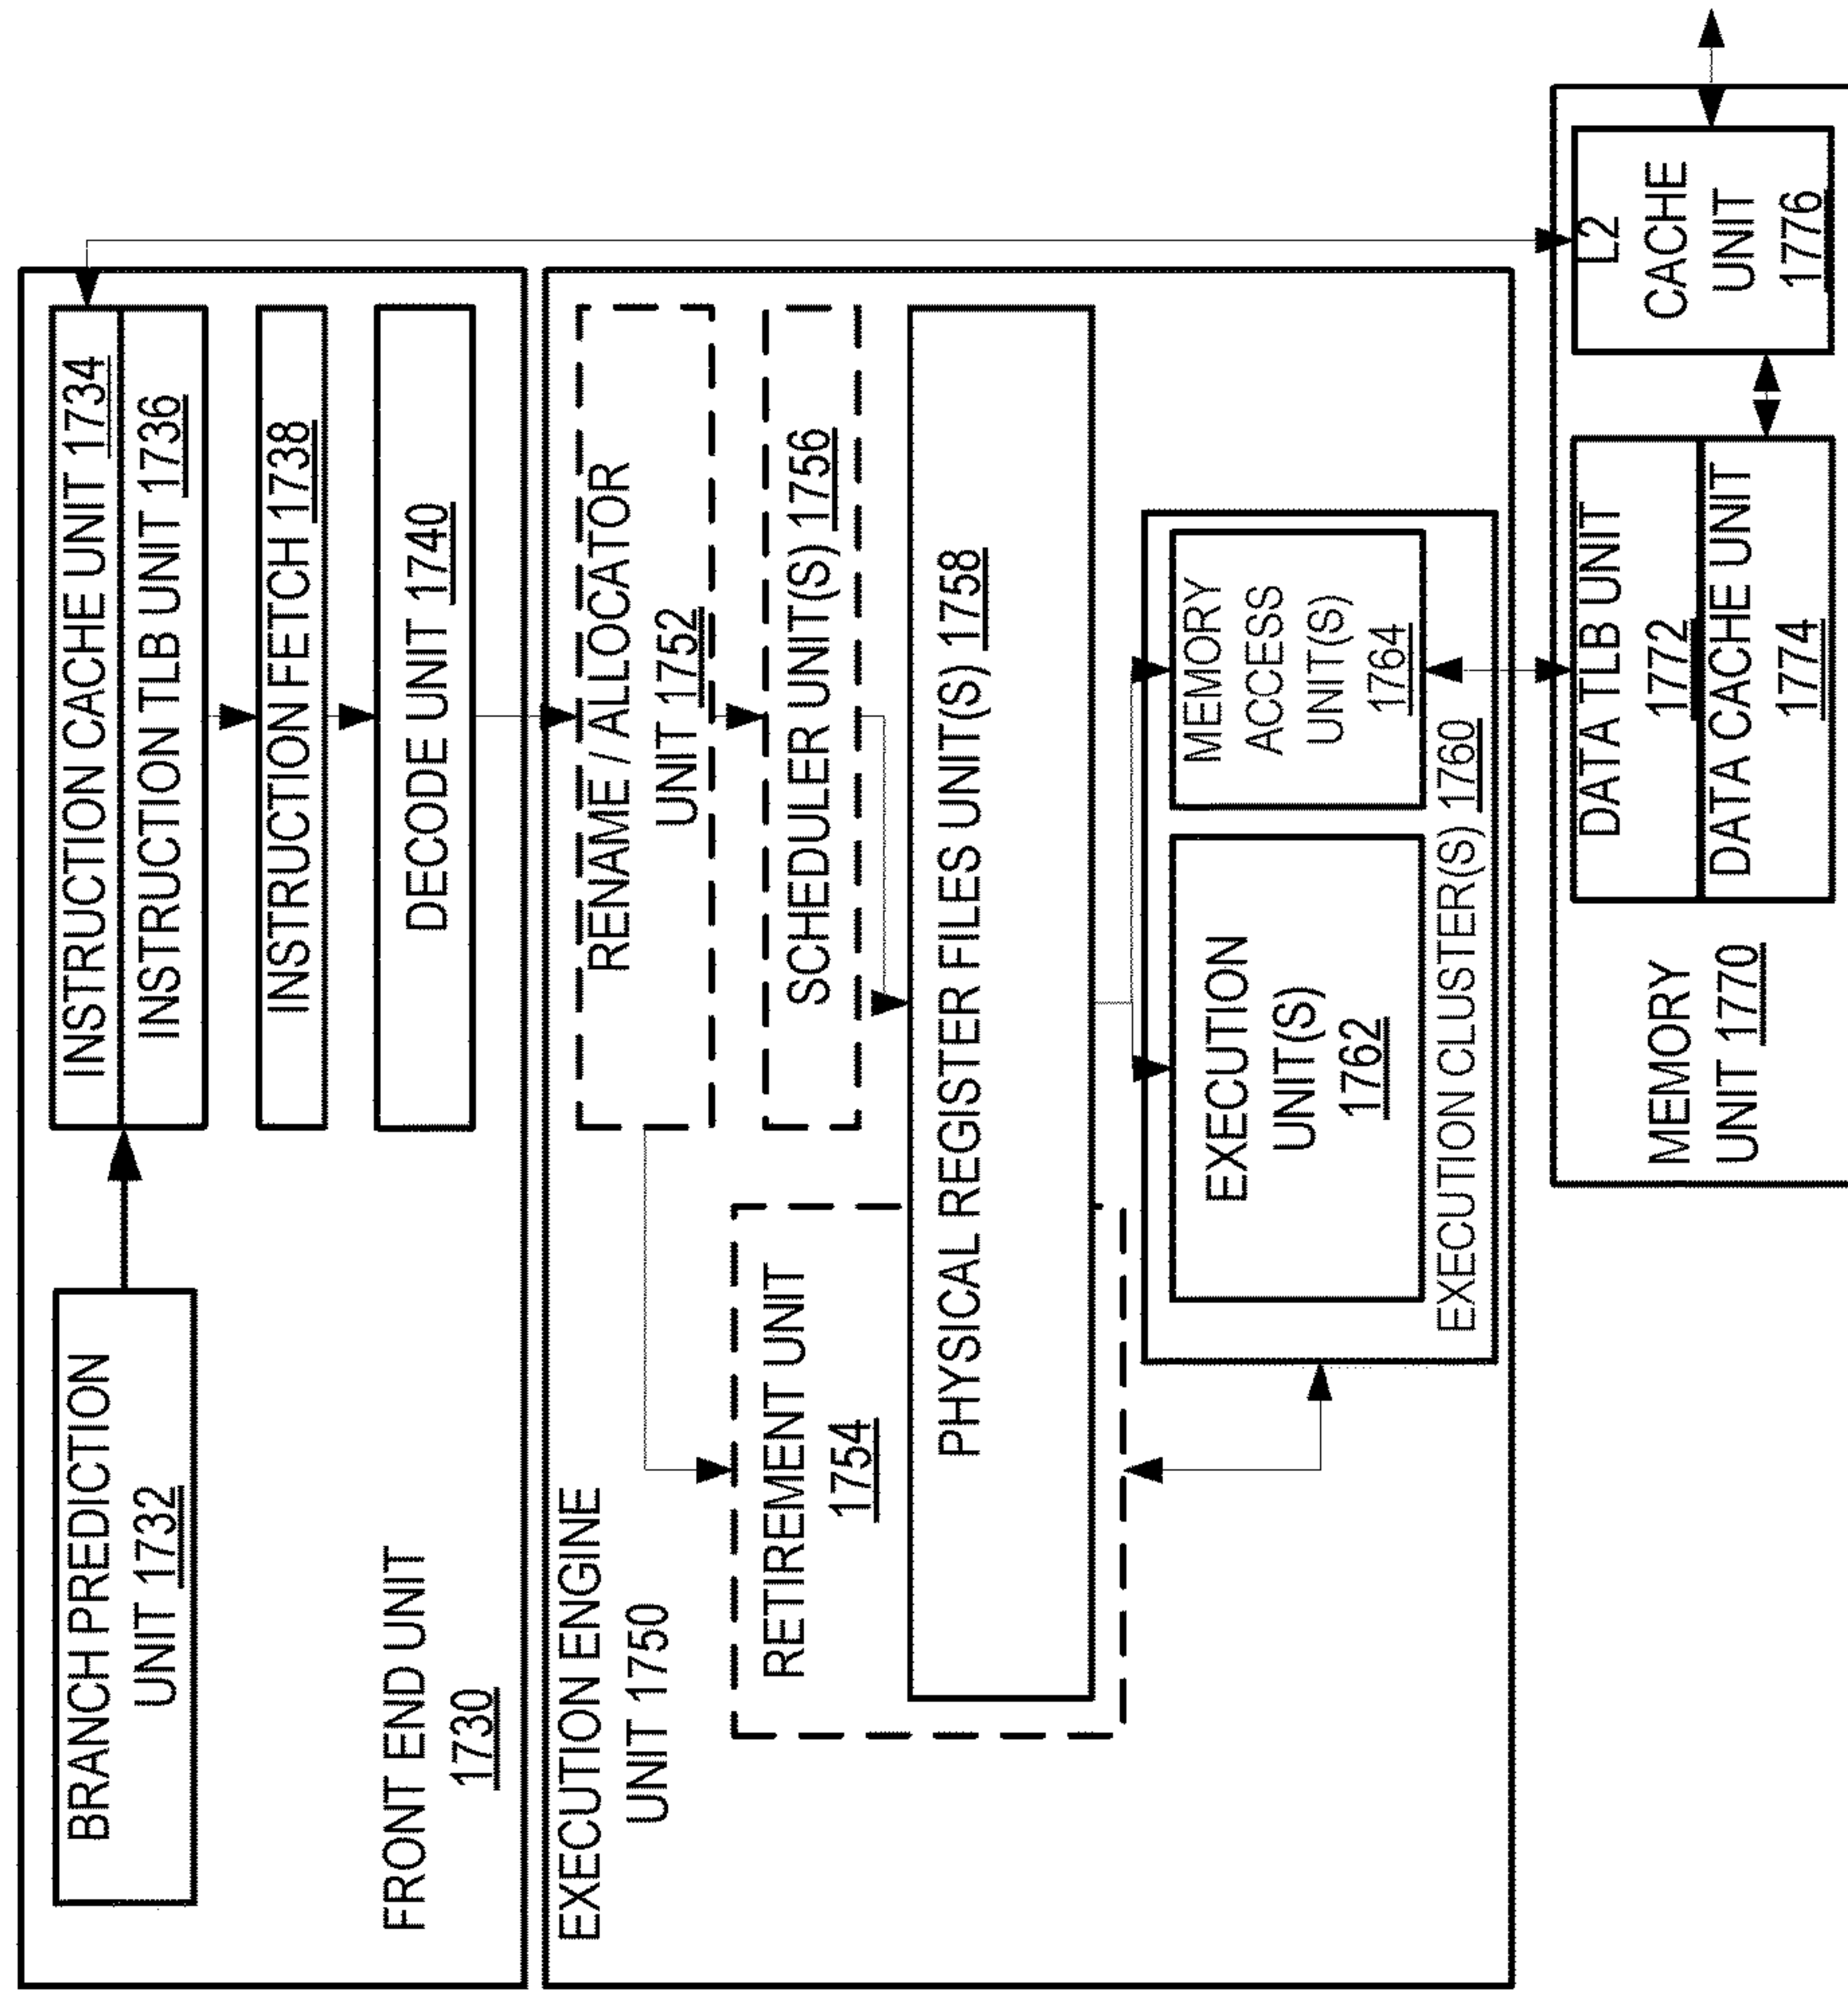 BRANCH PREDICTION
UNIT 1732
INSTRUCTION CACHE UNIT 1734
INSTRUCTION TLB UNIT 1736
INSTRUCTION FETCH 1738
DECODE UNIT 1740
FRONT END UNIT
1730
EXECUTION ENGINE
UNIT 1750
RENAME / ALLOCATOR
UNIT 1752
RETIREMENT UNIT
1754
SCHEDULER UNIT(S) 1756
PHYSICAL REGISTER FILES UNIT(S) 1758
EXECUTION
UNIT(S)
1762
MEMORY
ACCESS
UNIT(S)
1764
EXECUTION CLUSTER(S) 1760
MEMORY
UNIT 1770
DATA TLB UNIT
1772
DATA CACHE UNIT
1774
L2
CACHE
UNIT
1776